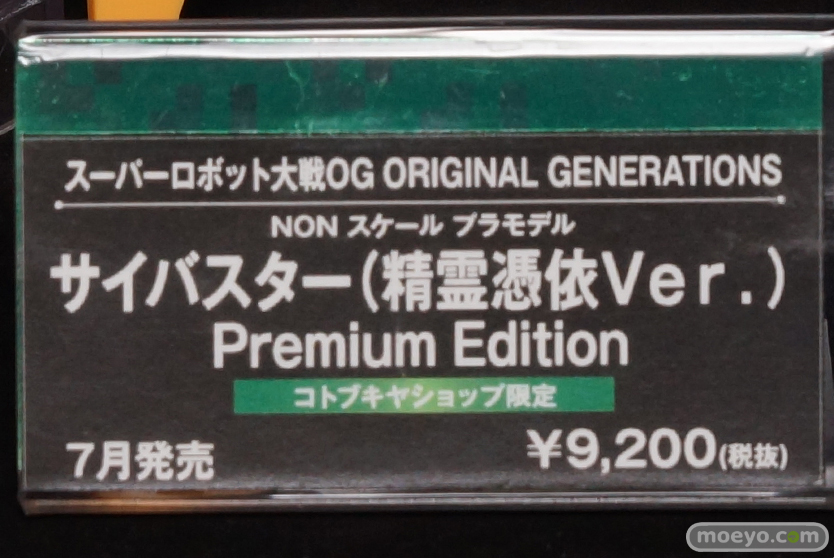 スーパーロボット大戦OG ORIGINAL GENERATIONS
NON スケール プラモデル
サイバスター(精霊憑依Ver.)
Premium Edition
コトブキヤショップ限定
7月発売
¥9,200(税抜)
moeyo.com